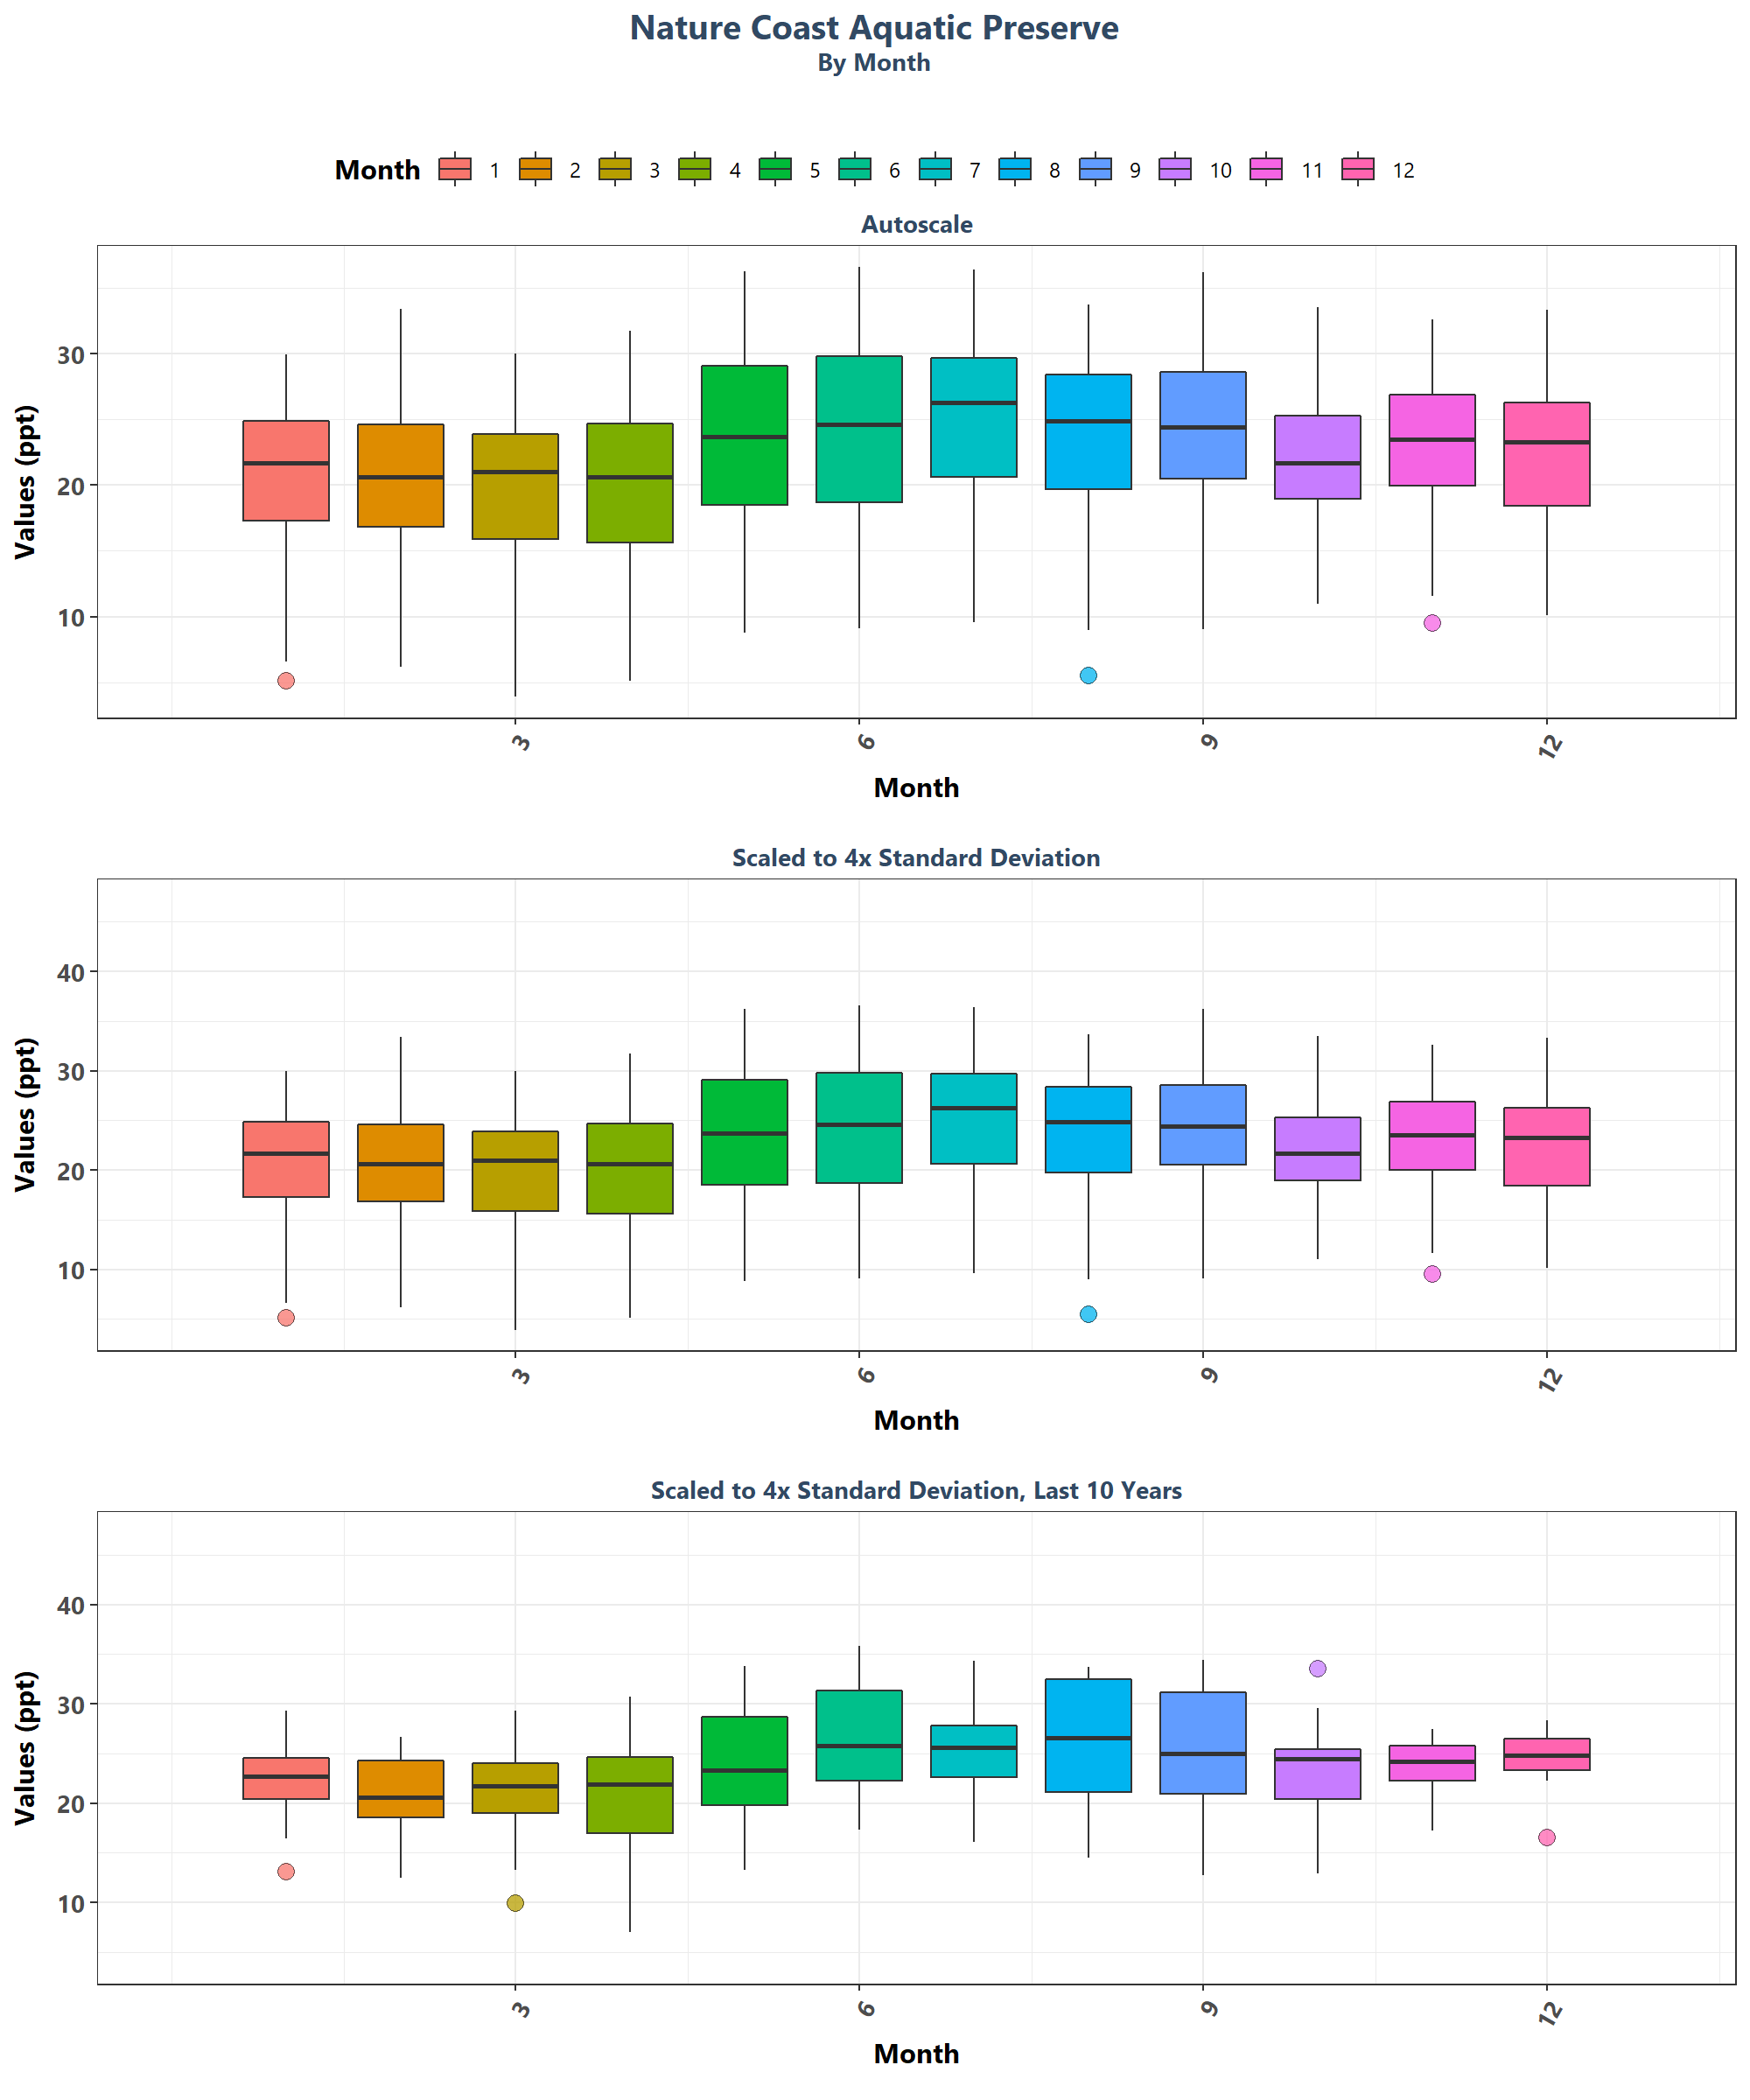 Nature Coast Aquatic Preserve
By Month
Month 1 2 3 4 5 6 7 8 9 10 11 12
Autoscale
Values (ppt)
30
20
10
3 6 9 12
Month
Scaled to 4x Standard Deviation
Values (ppt)
40
30
20
10
3 6 9 12
Month
Scaled to 4x Standard Deviation, Last 10 Years
Values (ppt)
40
30
20
10
3 6 9 12
Month